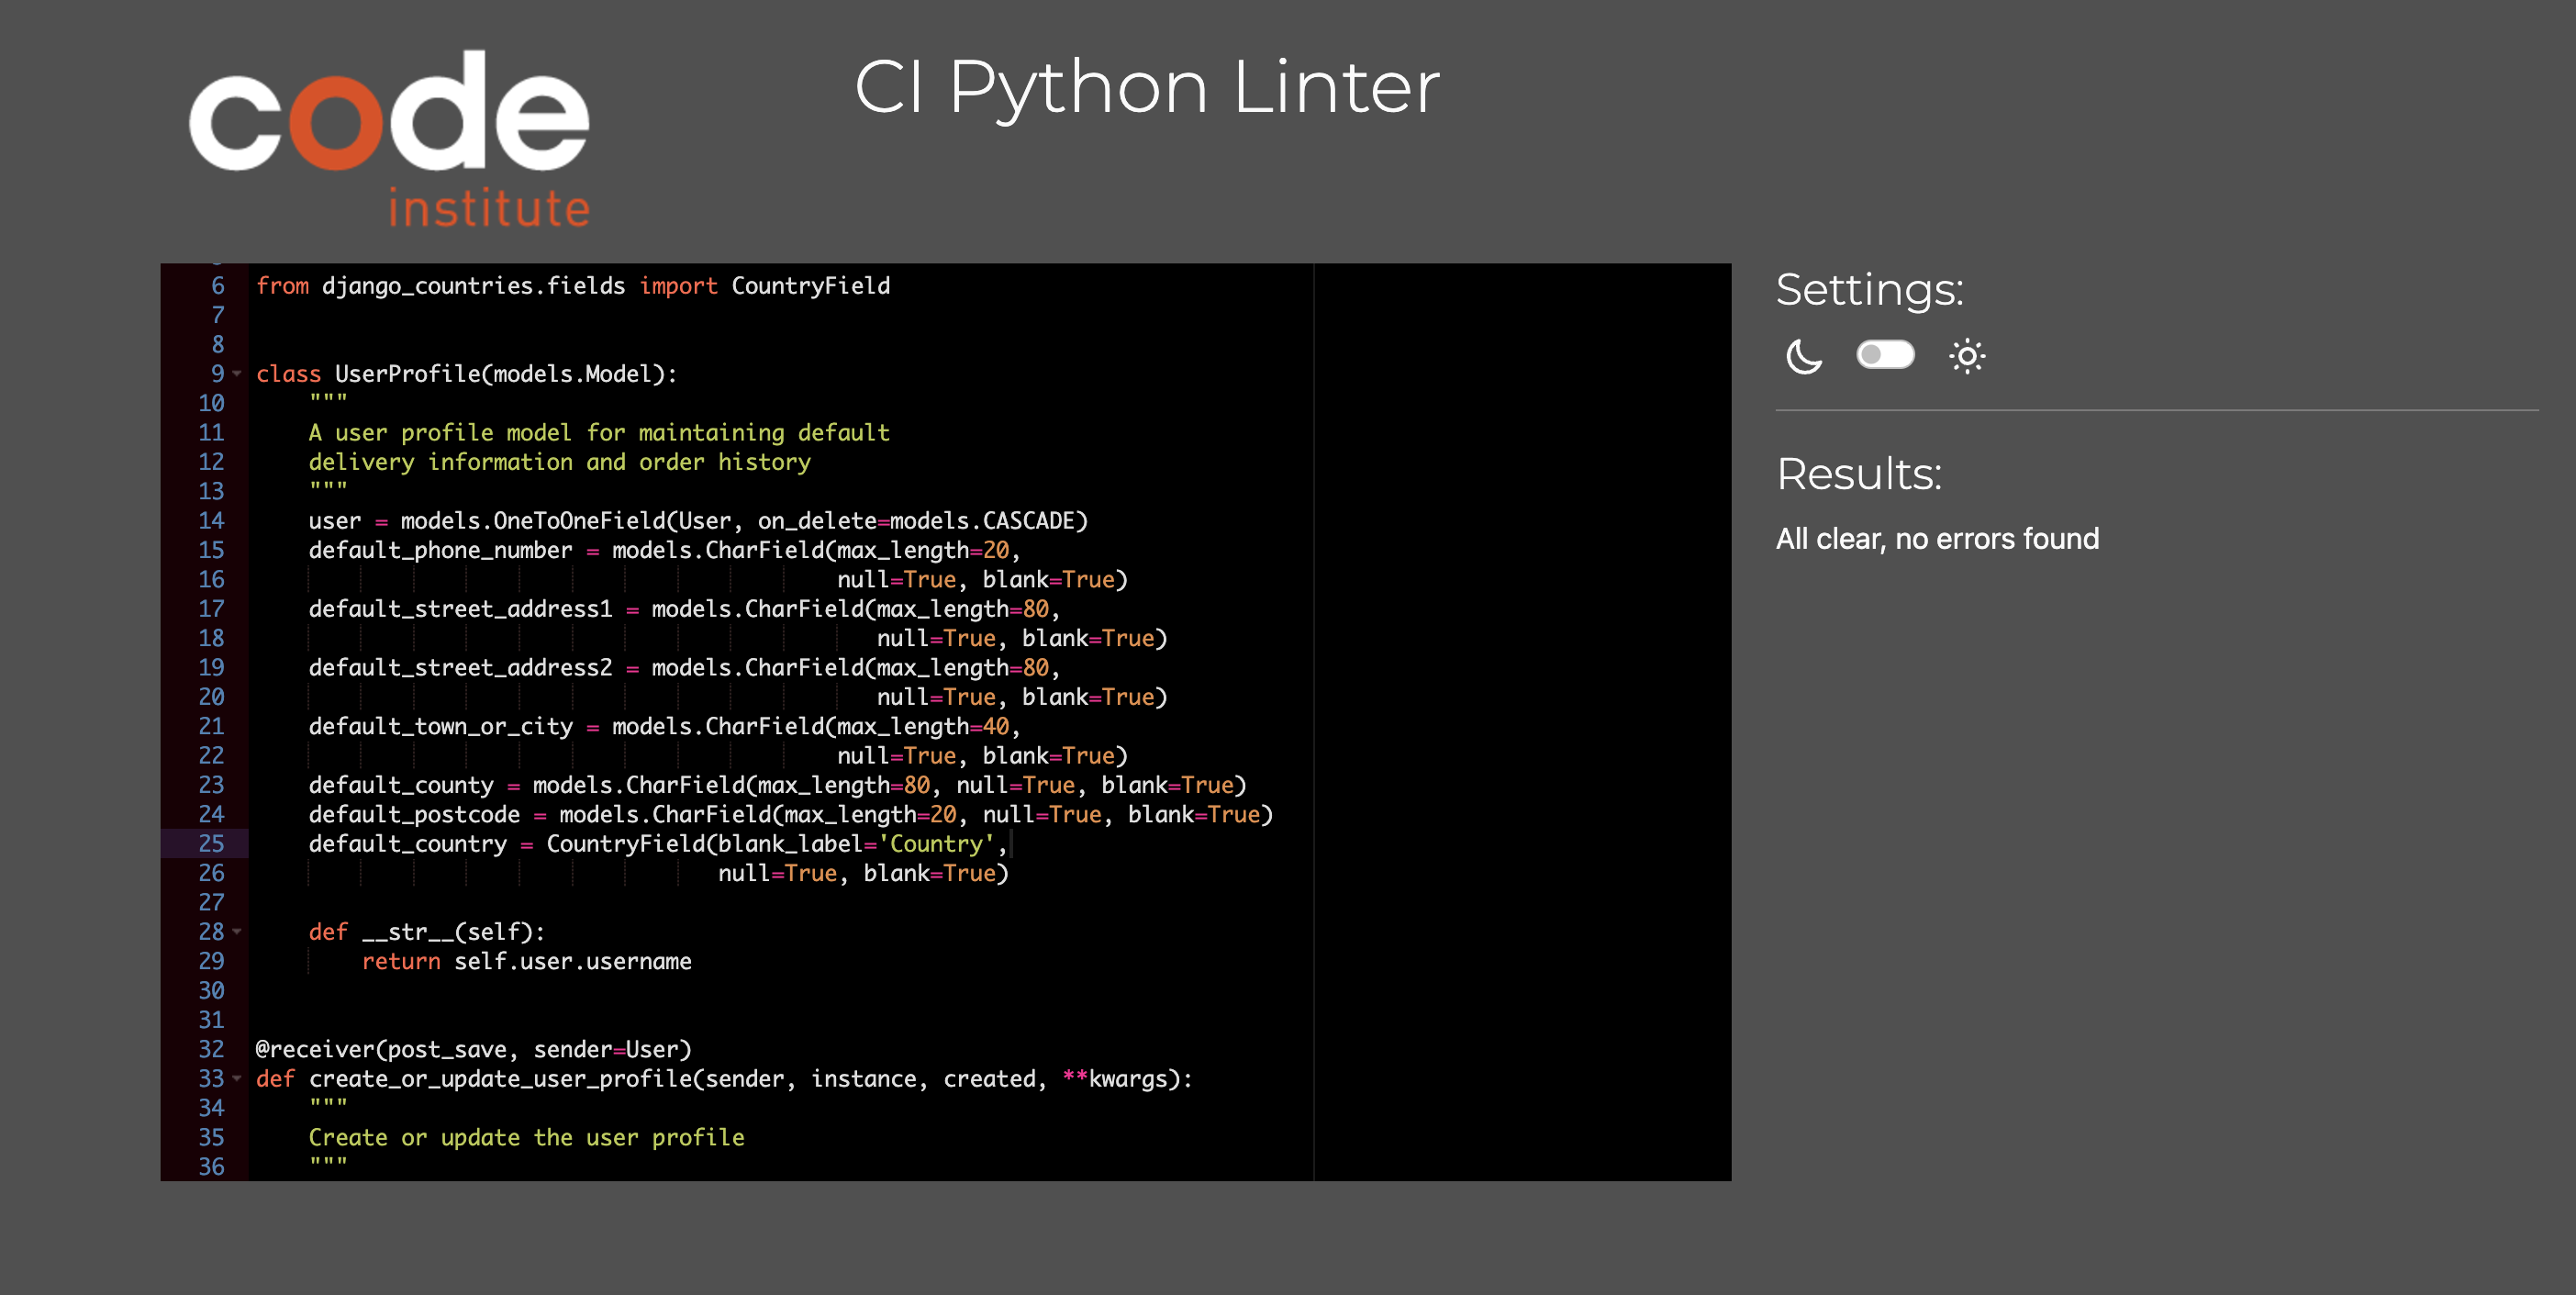 code
institute
CI Python Linter
6 from django_countries.fields import CountryField
7
8
9 class UserProfile(models.Model):
10     """
11     A user profile model for maintaining default
12     delivery information and order history
13     """
14     user = models.OneToOneField(User, on_delete=models.CASCADE)
15     default_phone_number = models.CharField(max_length=20,
16                                             null=True, blank=True)
17     default_street_address1 = models.CharField(max_length=80,
18                                                null=True, blank=True)
19     default_street_address2 = models.CharField(max_length=80,
20                                                null=True, blank=True)
21     default_town_or_city = models.CharField(max_length=40,
22                                             null=True, blank=True)
23     default_county = models.CharField(max_length=80, null=True, blank=True)
24     default_postcode = models.CharField(max_length=20, null=True, blank=True)
25     default_country = CountryField(blank_label='Country',
26                                    null=True, blank=True)
27
28     def __str__(self):
29         return self.user.username
30
31
32 @receiver(post_save, sender=User)
33 def create_or_update_user_profile(sender, instance, created, **kwargs):
34     """
35     Create or update the user profile
36     """
Settings:
Results:
All clear, no errors found